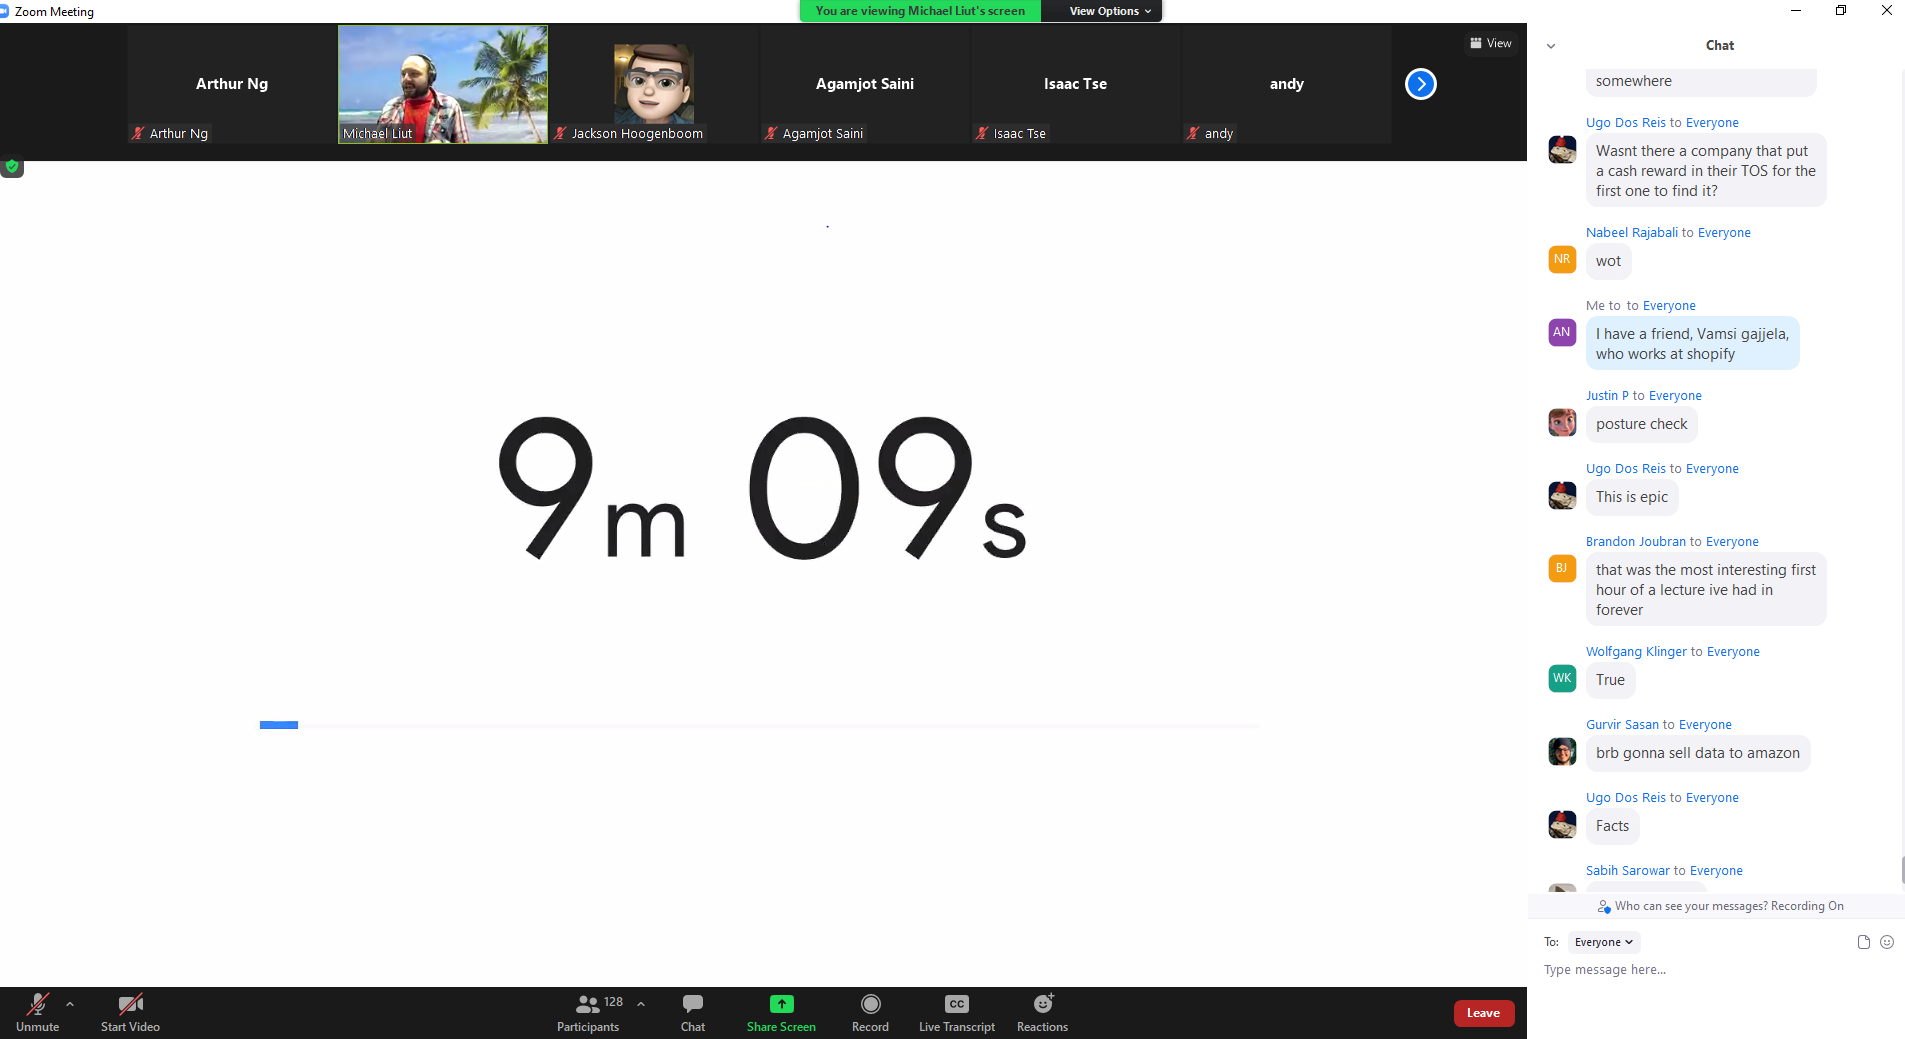 Zoom Meeting
You are viewing Michael Liut's screen
View Options
Arthur Ng
Agamjot Saini
Isaac Tse
andy
View
Arthur Ng
Michael Liut
Jackson Hoogenboom
Agamjot Saini
Isaac Tse
andy
9m 09s
Chat
somewhere
Ugo Dos Reis to Everyone
Wasnt there a company that put
a cash reward in their TOS for the
first one to find it?
Nabeel Rajabali to Everyone
NR
wot
Me to to Everyone
AN
I have a friend, Vamsi gajjela,
who works at shopify
Justin P to Everyone
posture check
Ugo Dos Reis to Everyone
This is epic
Brandon Joubran to Everyone
BJ
that was the most interesting first
hour of a lecture ive had in
forever
Wolfgang Klinger to Everyone
WK
True
Gurvir Sasan to Everyone
brb gonna sell data to amazon
Ugo Dos Reis to Everyone
Facts
Sabih Sarowar to Everyone
Who can see your messages? Recording On
To: Everyone
Type message here...
Unmute
Start Video
128
Participants
Chat
Share Screen
Record
CC
Live Transcript
Reactions
Leave